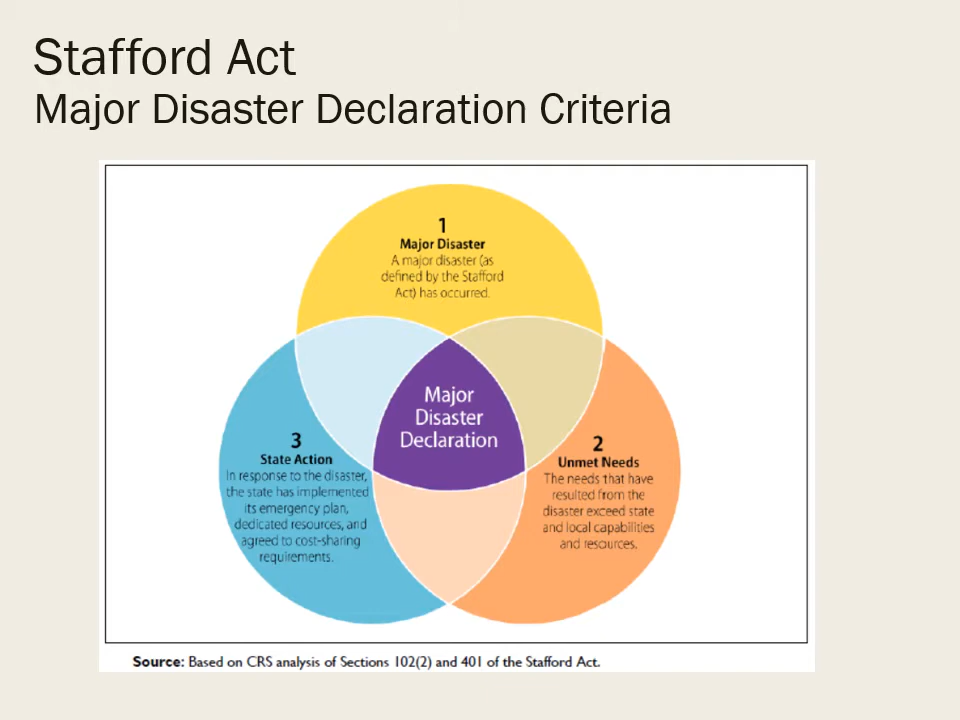 Stafford Act
Major Disaster Declaration Criteria
1
Major Disaster
A major disaster (as
defined by the Stafford
Act) has occurred.
Major
Disaster
Declaration
3
State Action
In response to the disaster,
the state has implemented
its emergency plan,
dedicated resources, and
agreed to cost-sharing
requirements.
2
Unmet Needs
The needs that have
resulted from the
disaster exceed state
and local capabilities
and resources.
Source: Based on CRS analysis of Sections 102(2) and 401 of the Stafford Act.